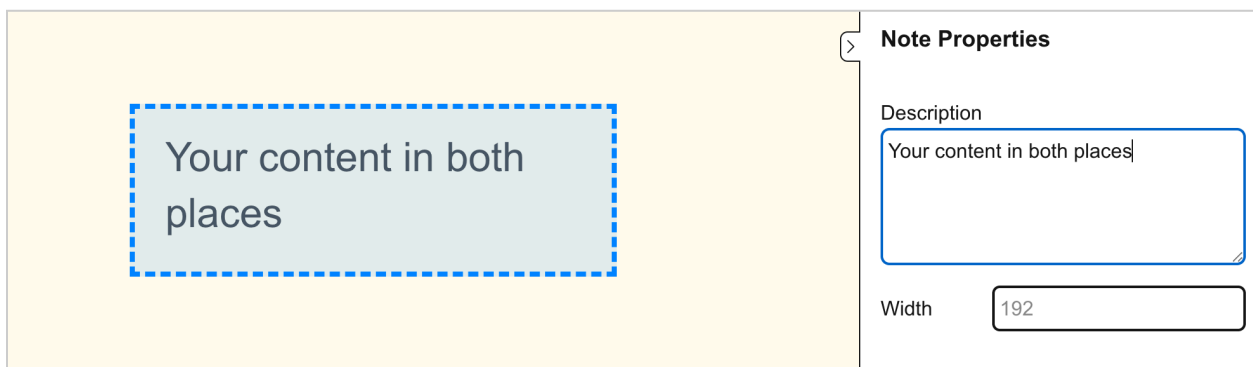 Your content in both
places
Note Properties
Description
Your content in both places
Width
192